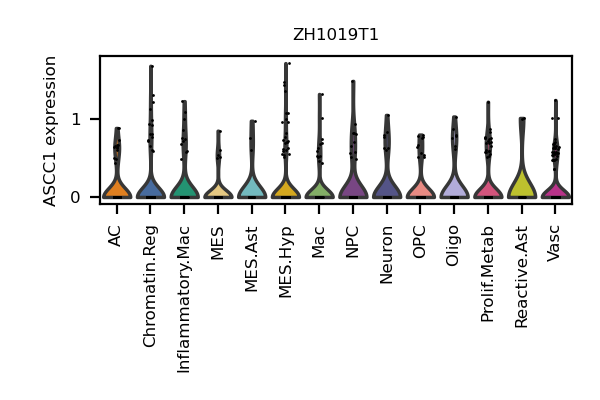 ZH1019T1
ASCC1 expression
1
0
AC
Chromatin.Reg
Inflammatory.Mac
MES
MES.Ast
MES.Hyp
Mac
NPC
Neuron
OPC
Oligo
Prolif.Metab
Reactive.Ast
Vasc